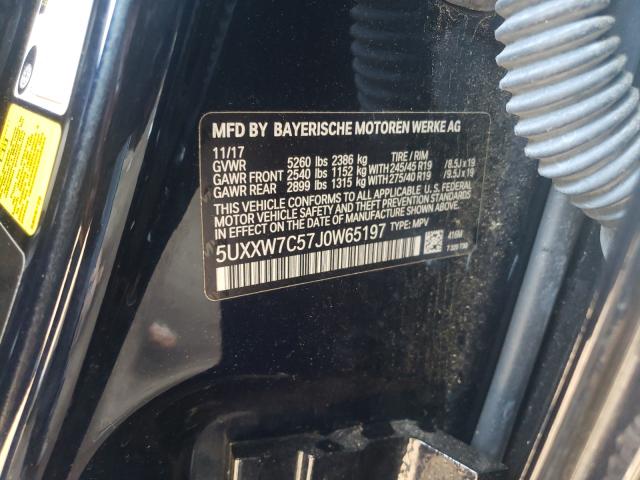 MFD BY BAYERISCHE MOTOREN WERKE AG
11/17
GVWR 5260 lbs 2386 kg TIRE / RIM
GAWR FRONT 2540 lbs 1152 kg WITH 245/45 R19 /8.5J x 19
GAWR REAR 2899 lbs 1315 kg WITH 275/40 R19 /9.5J x 19
THIS VEHICLE CONFORMS TO ALL APPLICABLE U.S. FEDERAL
MOTOR VEHICLE SAFETY, BUMPER AND THEFT PREVENTION STANDARDS
IN EFFECT ON THE DATE OF MANUFACTURE SHOWN ABOVE.
5UXXW7C57J0W65197 TYPE: MPV
416M